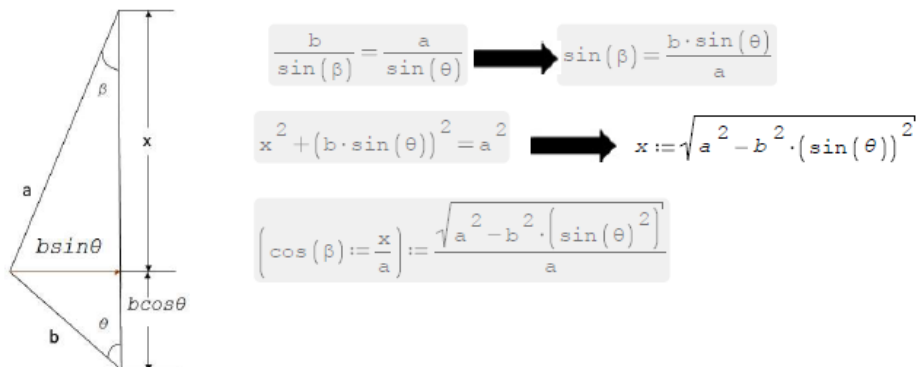 b/sin(β) = a/sin(θ) → sin(β) = b·sin(θ)/a
β
x
x^2 + (b·sin(θ))^2 = a^2 → x := √(a^2 − b^2·(sin(θ))^2)
a
bsinθ
(cos(β) := x/a) := √(a^2 − b^2·(sin(θ)^2))/a
bcosθ
θ
b